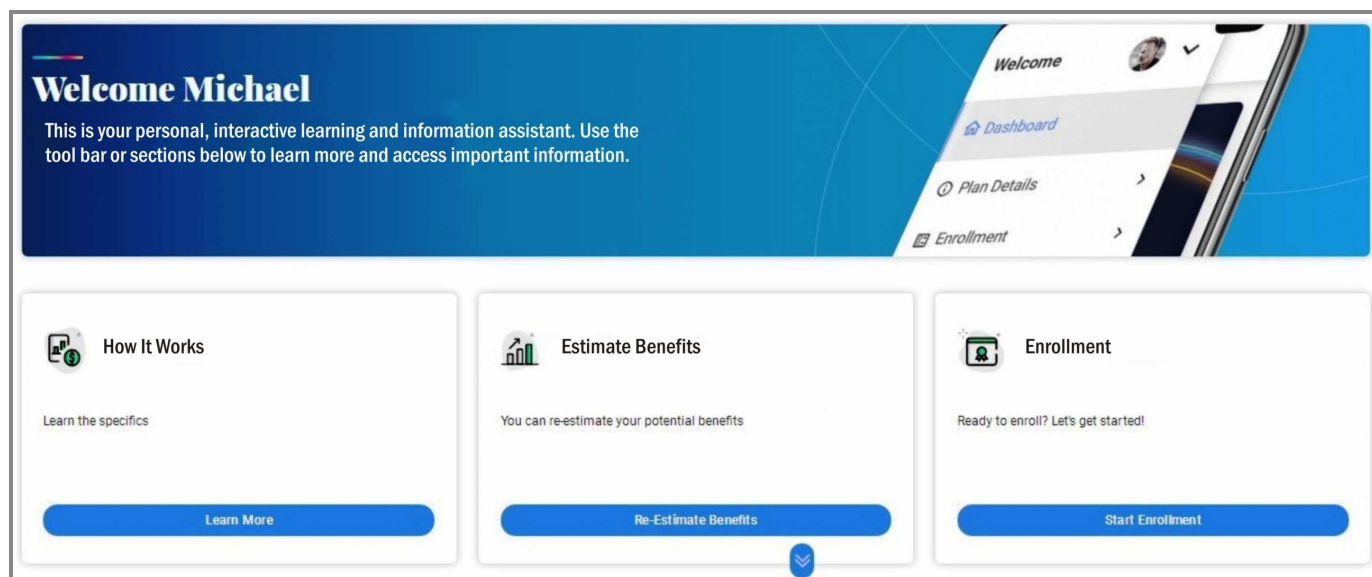 Welcome Michael
This is your personal, interactive learning and information assistant. Use the
tool bar or sections below to learn more and access important information.
Welcome
Dashboard
Plan Details
Enrollment
How It Works
Learn the specifics
Learn More
Estimate Benefits
You can re-estimate your potential benefits
Re-Estimate Benefits
Enrollment
Ready to enroll? Let's get started!
Start Enrollment